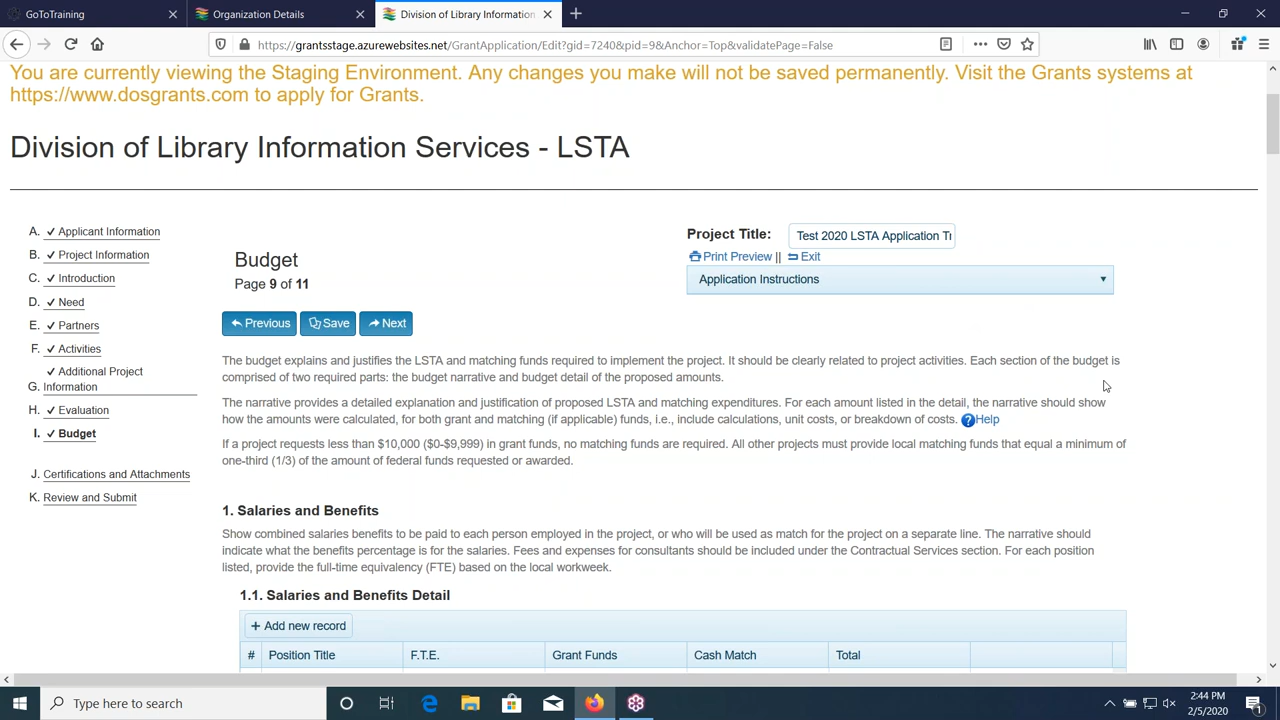 GoToTraining
Organization Details
Division of Library Information
https://grantsstage.azurewebsites.net/GrantApplication/Edit?gid=7240&pid=9&Anchor=Top&validatePage=False
You are currently viewing the Staging Environment. Any changes you make will not be saved permanently. Visit the Grants systems at
https://www.dosgrants.com to apply for Grants.
Division of Library Information Services - LSTA
A. ✓ Applicant Information
B. ✓ Project Information
C. ✓ Introduction
D. ✓ Need
E. ✓ Partners
F. ✓ Activities
✓ Additional Project
G. Information
H. ✓ Evaluation
I. ✓ Budget
J. Certifications and Attachments
K. Review and Submit
Project Title: Test 2020 LSTA Application Tr
Print Preview || Exit
Application Instructions
Budget
Page 9 of 11
Previous Save Next
The budget explains and justifies the LSTA and matching funds required to implement the project. It should be clearly related to project activities. Each section of the budget is
comprised of two required parts: the budget narrative and budget detail of the proposed amounts.
The narrative provides a detailed explanation and justification of proposed LSTA and matching expenditures. For each amount listed in the detail, the narrative should show
how the amounts were calculated, for both grant and matching (if applicable) funds, i.e., include calculations, unit costs, or breakdown of costs. ?Help
If a project requests less than $10,000 ($0-$9,999) in grant funds, no matching funds are required. All other projects must provide local matching funds that equal a minimum of
one-third (1/3) of the amount of federal funds requested or awarded.
1. Salaries and Benefits
Show combined salaries benefits to be paid to each person employed in the project, or who will be used as match for the project on a separate line. The narrative should
indicate what the benefits percentage is for the salaries. Fees and expenses for consultants should be included under the Contractual Services section. For each position
listed, provide the full-time equivalency (FTE) based on the local workweek.
1.1. Salaries and Benefits Detail
+ Add new record
# Position Title F.T.E. Grant Funds Cash Match Total
Type here to search
2:44 PM
2/5/2020
1